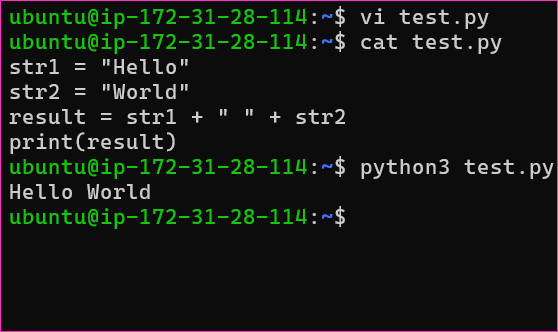 ubuntu@ip-172-31-28-114:~$ vi test.py
ubuntu@ip-172-31-28-114:~$ cat test.py
str1 = "Hello"
str2 = "World"
result = str1 + " " + str2
print(result)
ubuntu@ip-172-31-28-114:~$ python3 test.py
Hello World
ubuntu@ip-172-31-28-114:~$